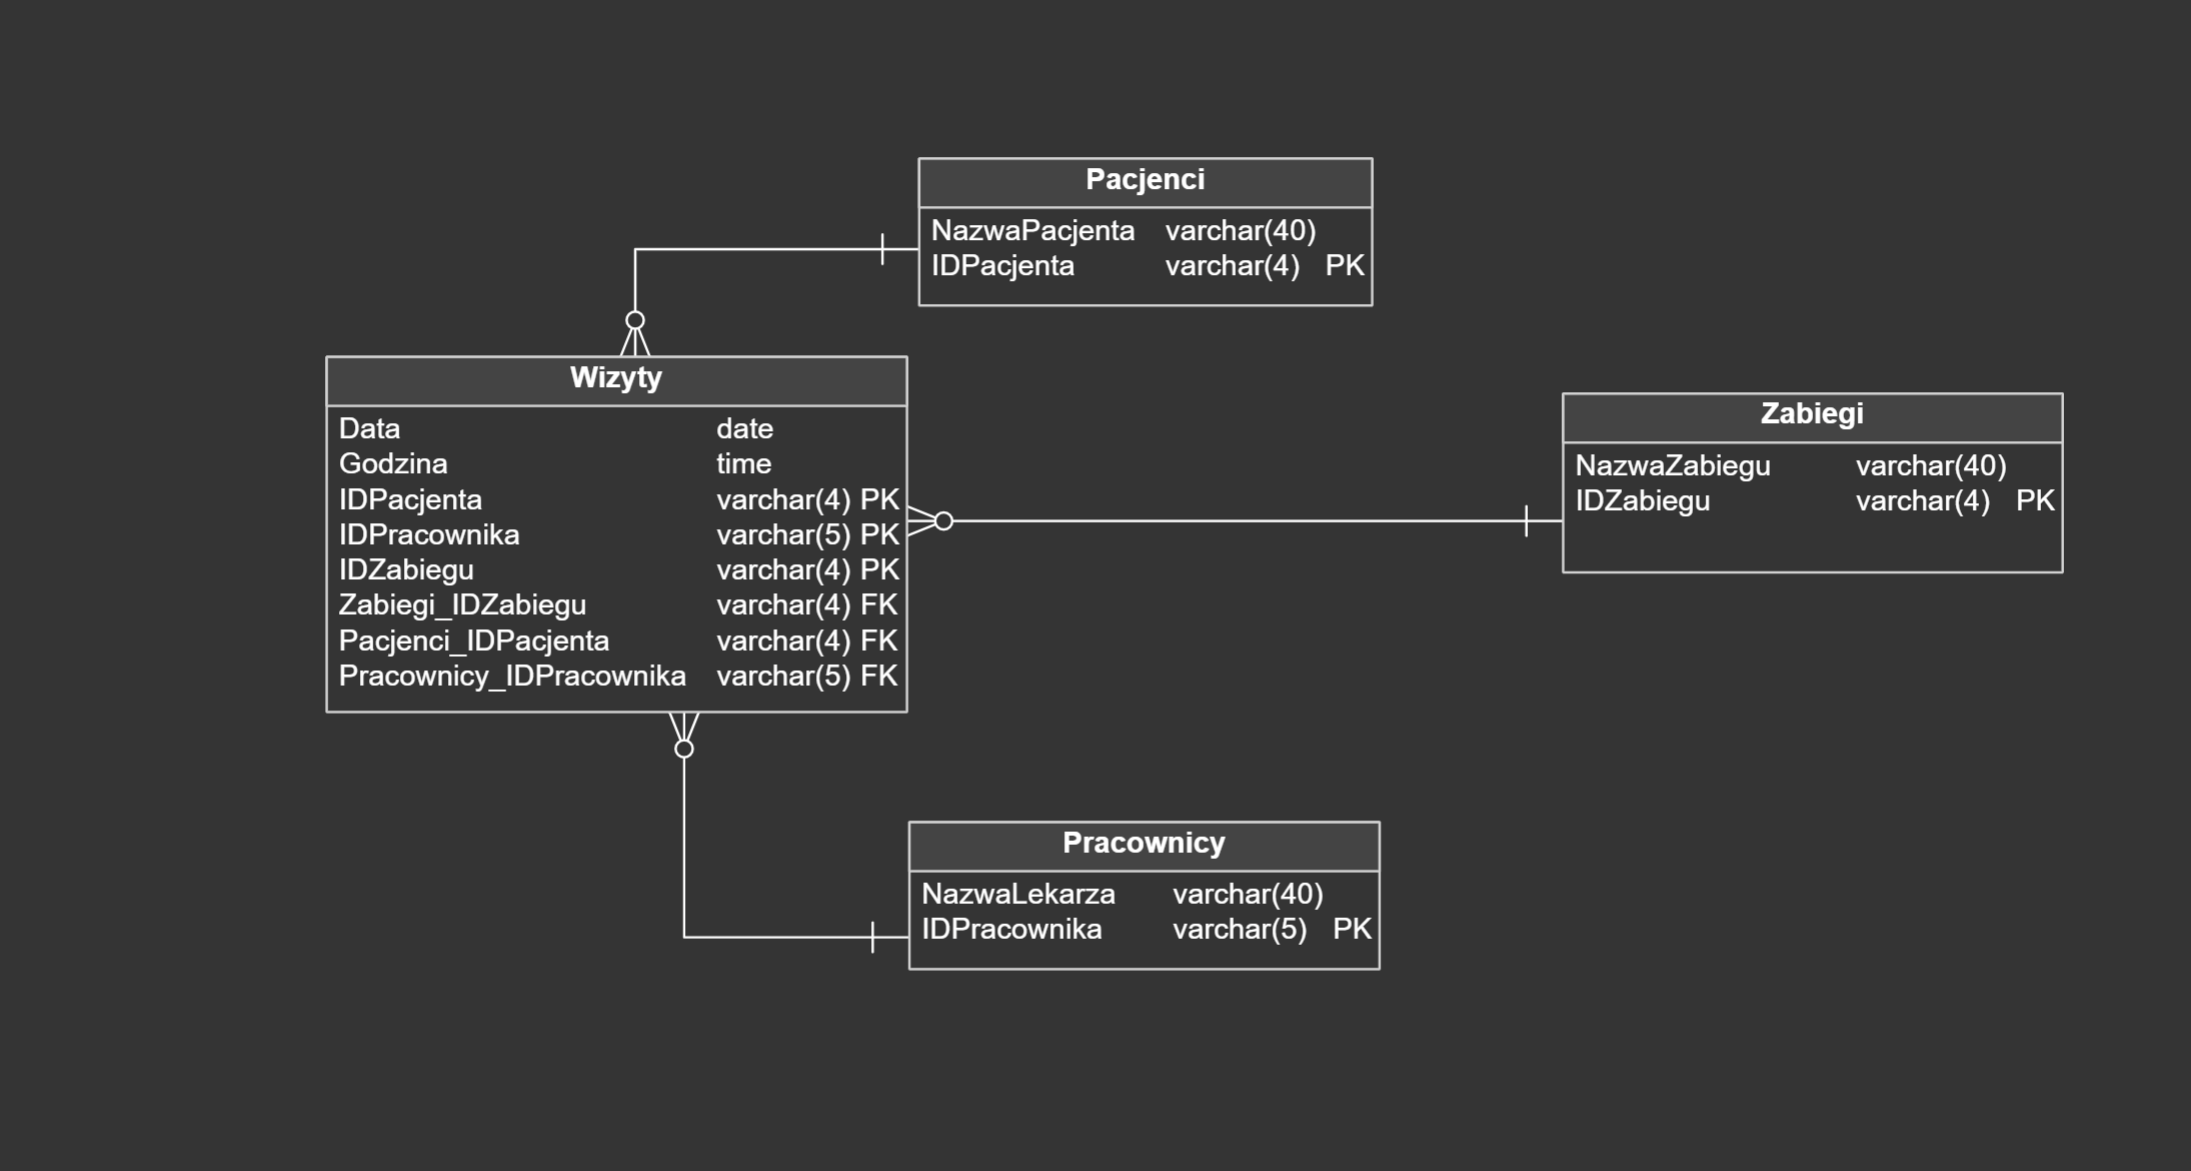 Pacjenci
NazwaPacjenta varchar(40)
IDPacjenta varchar(4) PK
Wizyty
Data date
Godzina time
IDPacjenta varchar(4) PK
IDPracownika varchar(5) PK
IDZabiegu varchar(4) PK
Zabiegi_IDZabiegu varchar(4) FK
Pacjenci_IDPacjenta varchar(4) FK
Pracownicy_IDPracownika varchar(5) FK
Zabiegi
NazwaZabiegu varchar(40)
IDZabiegu varchar(4) PK
Pracownicy
NazwaLekarza varchar(40)
IDPracownika varchar(5) PK